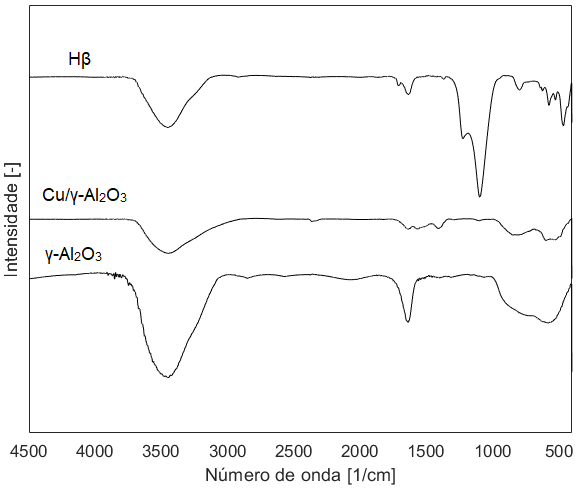 Hβ
Cu/γ-Al2O3
γ-Al2O3
Intensidade [-]
4500 4000 3500 3000 2500 2000 1500 1000 500
Número de onda [1/cm]